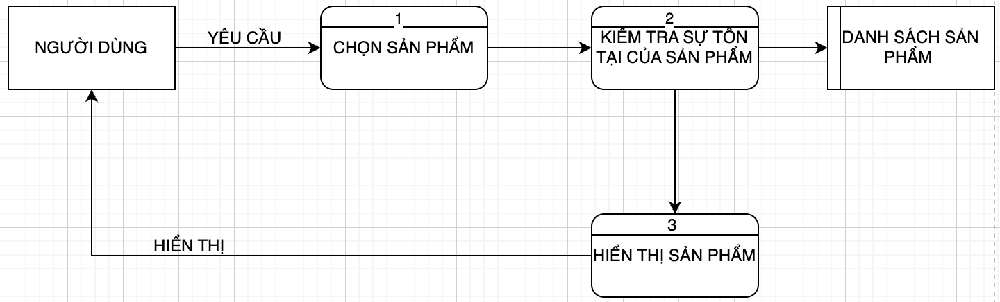 NGƯỜI DÙNG
YÊU CẦU
1
CHỌN SẢN PHẨM
2
KIỂM TRA SỰ TỒN
TẠI CỦA SẢN PHẨM
DANH SÁCH SẢN
PHẨM
3
HIỂN THỊ SẢN PHẨM
HIỂN THỊ